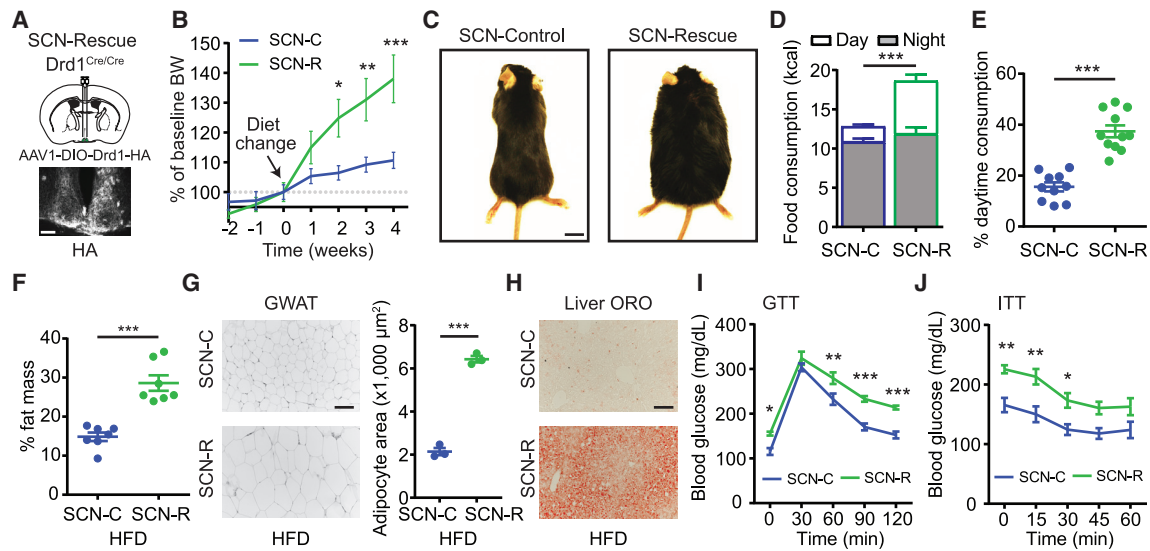 A
SCN-Rescue
Drd1Cre/Cre
AAV1-DIO-Drd1-HA
HA
B
% of baseline BW
150
140
130
120
110
100
SCN-C
SCN-R
Diet
change
*
**
***
-2 -1 0 1 2 3 4
Time (weeks)
C
SCN-Control
SCN-Rescue
D
Day
Night
Food consumption (kcal)
20
15
10
5
0
***
SCN-C
SCN-R
E
% daytime consumption
60
40
20
0
***
SCN-C
SCN-R
F
% fat mass
40
30
20
10
0
***
SCN-C SCN-R
HFD
G
GWAT
SCN-C
SCN-R
HFD
Adipocyte area (x1,000 µm²)
8
6
4
2
0
***
SCN-C SCN-R
HFD
H
Liver ORO
SCN-C
SCN-R
HFD
I
GTT
Blood glucose (mg/dL)
400
300
200
100
0
*
**
***
***
SCN-C SCN-R
0 30 60 90 120
Time (min)
J
ITT
Blood glucose (mg/dL)
300
200
100
0
**
**
*
SCN-C SCN-R
0 15 30 45 60
Time (min)